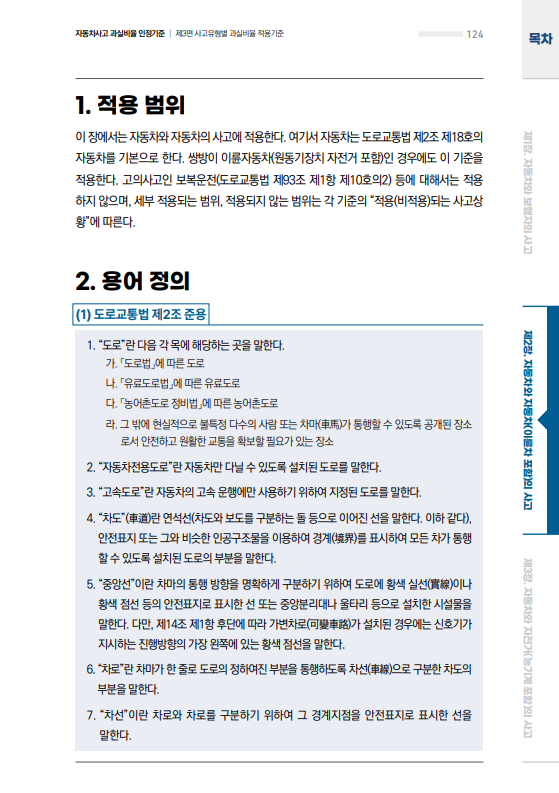 자동차사고 과실비율 인정기준 | 제3편 사고유형별 과실비율 적용기준
124
목차
1. 적용 범위
이 장에서는 자동차와 자동차의 사고에 적용한다. 여기서 자동차는 도로교통법 제2조 제18호의
자동차를 기본으로 한다. 쌍방이 이륜자동차(원동기장치 자전거 포함)인 경우에도 이 기준을
적용한다. 고의사고인 보복운전(도로교통법 제93조 제1항 제10호의2) 등에 대해서는 적용
하지 않으며, 세부 적용되는 범위, 적용되지 않는 범위는 각 기준의 “적용(비적용)되는 사고상
황”에 따른다.
2. 용어 정의
(1) 도로교통법 제2조 준용
1. “도로”란 다음 각 목에 해당하는 곳을 말한다.
가. 「도로법」에 따른 도로
나. 「유료도로법」에 따른 유료도로
다. 「농어촌도로 정비법」에 따른 농어촌도로
라. 그 밖에 현실적으로 불특정 다수의 사람 또는 차마(車馬)가 통행할 수 있도록 공개된 장소
로서 안전하고 원활한 교통을 확보할 필요가 있는 장소
2. “자동차전용도로”란 자동차만 다닐 수 있도록 설치된 도로를 말한다.
3. “고속도로”란 자동차의 고속 운행에만 사용하기 위하여 지정된 도로를 말한다.
4. “차도”(車道)란 연석선(차도와 보도를 구분하는 돌 등으로 이어진 선을 말한다. 이하 같다),
안전표지 또는 그와 비슷한 인공구조물을 이용하여 경계(境界)를 표시하여 모든 차가 통행
할 수 있도록 설치된 도로의 부분을 말한다.
5. “중앙선”이란 차마의 통행 방향을 명확하게 구분하기 위하여 도로에 황색 실선(實線)이나
황색 점선 등의 안전표지로 표시한 선 또는 중앙분리대나 울타리 등으로 설치한 시설물을
말한다. 다만, 제14조 제1항 후단에 따라 가변차로(可變車路)가 설치된 경우에는 신호기가
지시하는 진행방향의 가장 왼쪽에 있는 황색 점선을 말한다.
6. “차로”란 차마가 한 줄로 도로의 정하여진 부분을 통행하도록 차선(車線)으로 구분한 차도의
부분을 말한다.
7. “차선”이란 차로와 차로를 구분하기 위하여 그 경계지점을 안전표지로 표시한 선을
말한다.
제1장. 자동차와 보행자의 사고
제2장. 자동차와 자동차(이륜차 포함)의 사고
제3장. 자동차와 자전거(농기계 포함)의 사고